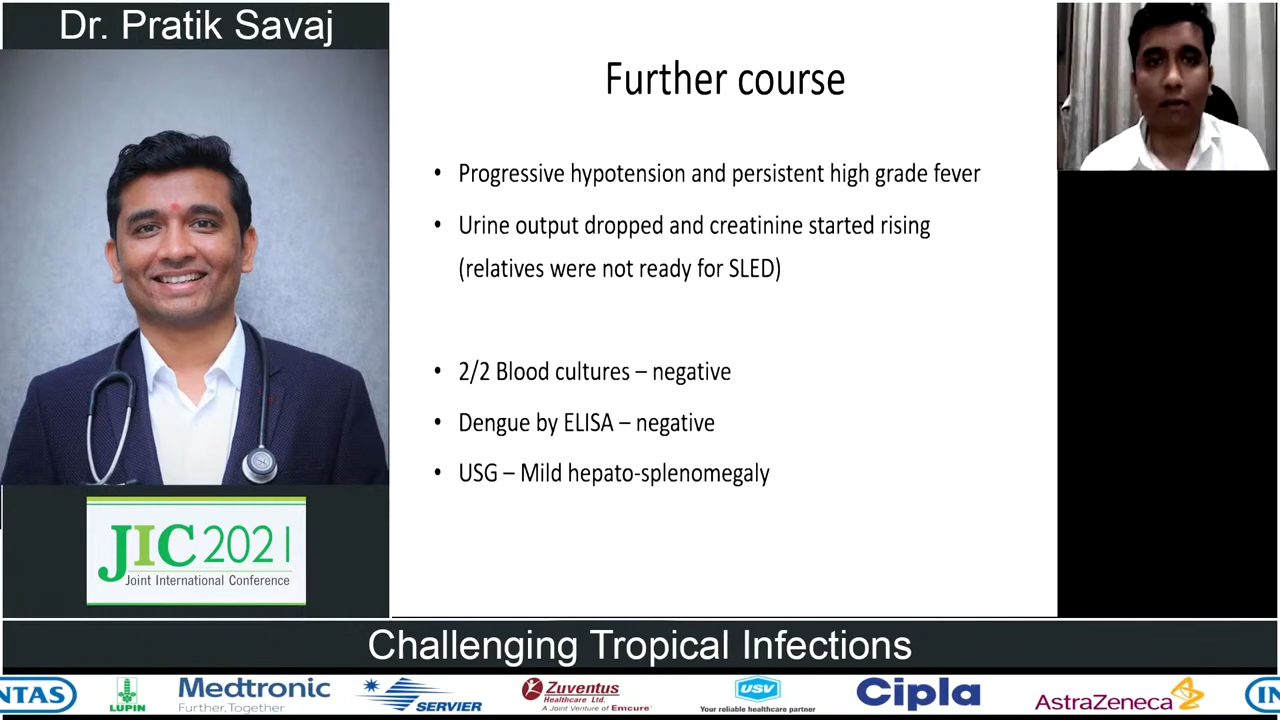 Dr. Pratik Savaj
Further course
• Progressive hypotension and persistent high grade fever
• Urine output dropped and creatinine started rising
(relatives were not ready for SLED)
• 2/2 Blood cultures – negative
• Dengue by ELISA – negative
• USG – Mild hepato-splenomegaly
JIC 2021
Joint International Conference
Challenging Tropical Infections
NTAS
LUPIN
Medtronic
Further, Together
SERVIER
Zuventus
Healthcare Ltd.
A Joint Venture of Emcure
USV
Your reliable healthcare partner
Cipla
AstraZeneca
IN